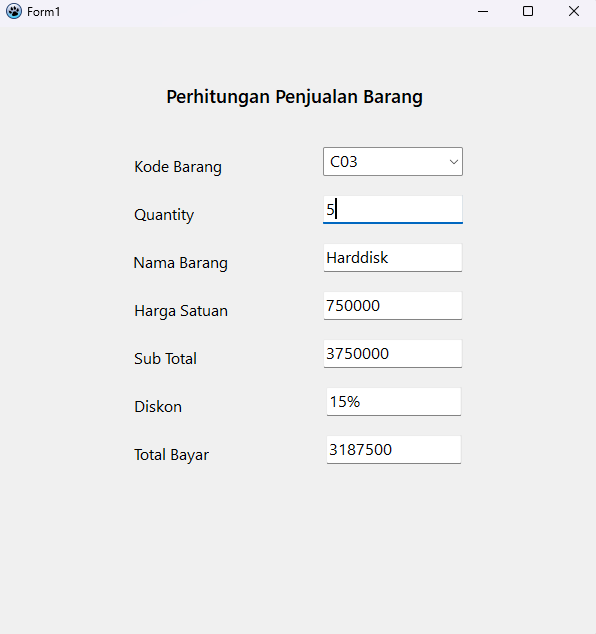 Form1
Perhitungan Penjualan Barang
Kode Barang C03
Quantity 5
Nama Barang Harddisk
Harga Satuan 750000
Sub Total 3750000
Diskon 15%
Total Bayar 3187500